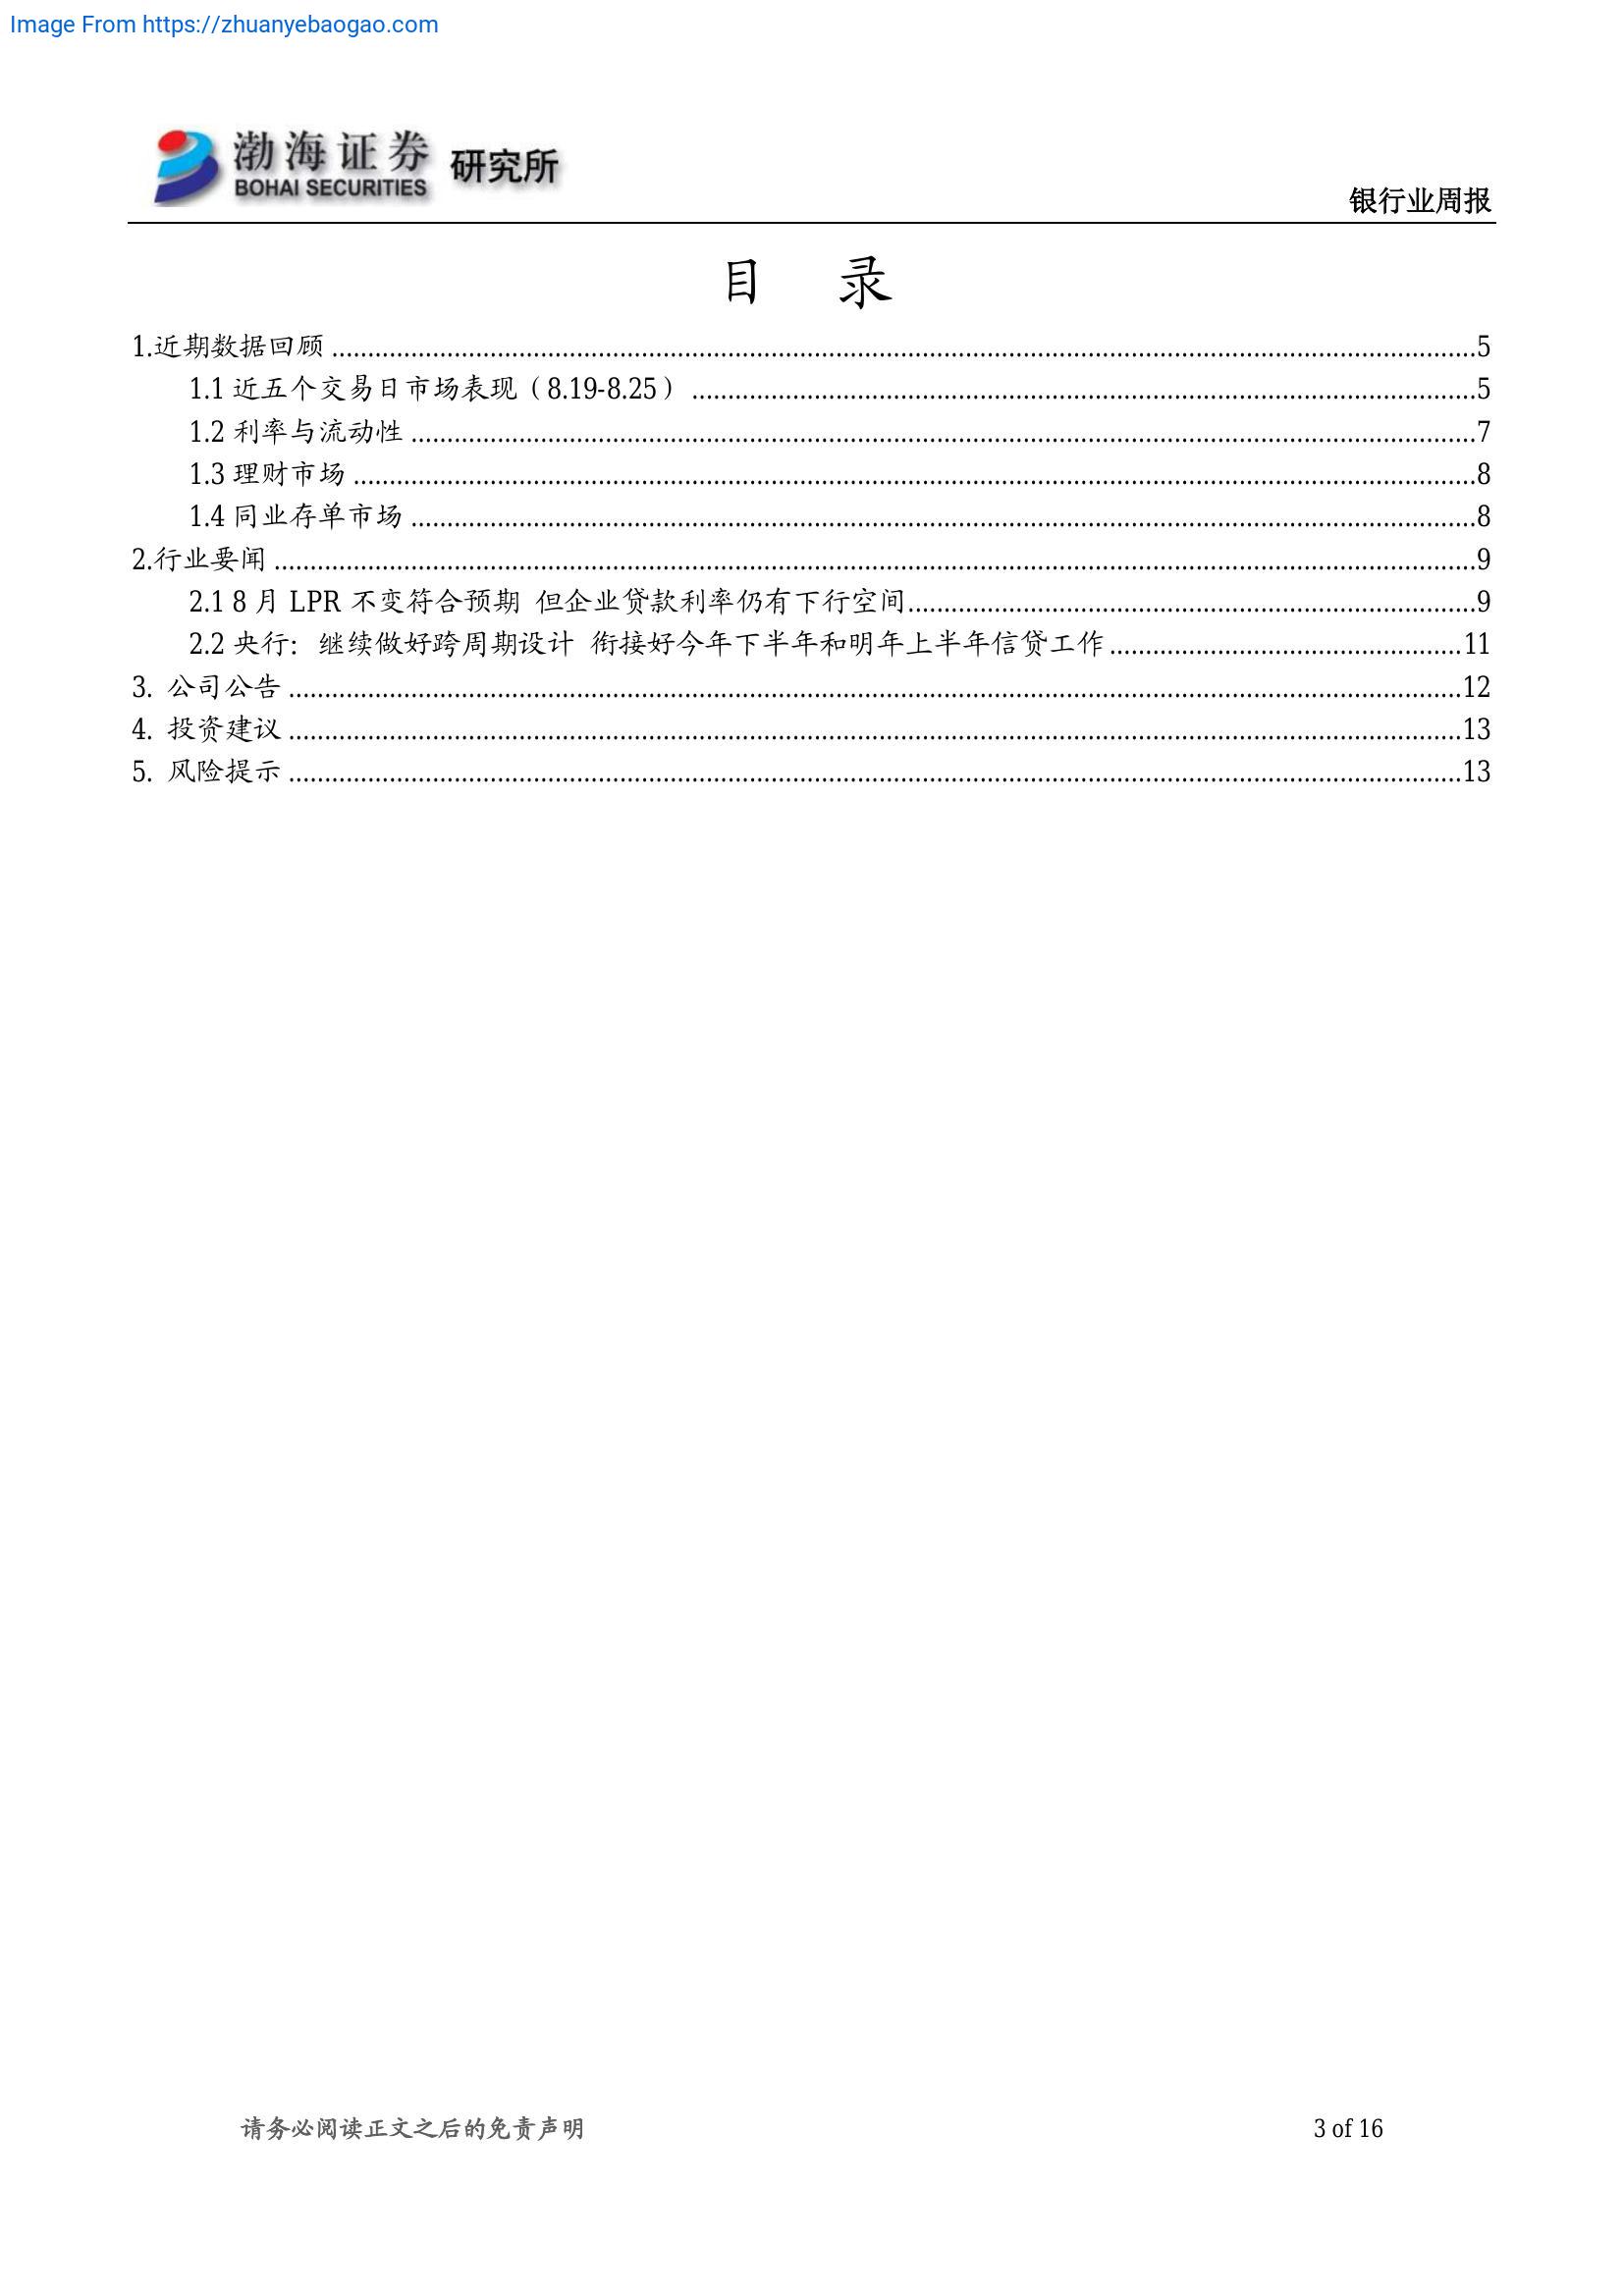 Image From https://zhuanyebaogao.com
渤海证券 研究所
BOHAI SECURITIES
银行业周报
目 录
1.近期数据回顾 ................................................ 5
1.1 近五个交易日市场表现（8.19-8.25） ................................................ 5
1.2 利率与流动性 ................................................ 7
1.3 理财市场 ................................................ 8
1.4 同业存单市场 ................................................ 8
2.行业要闻 ................................................ 9
2.1 8 月 LPR 不变符合预期 但企业贷款利率仍有下行空间 ................................................ 9
2.2 央行：继续做好跨周期设计 衔接好今年下半年和明年上半年信贷工作 ................................................ 11
3. 公司公告 ................................................ 12
4. 投资建议 ................................................ 13
5. 风险提示 ................................................ 13
请务必阅读正文之后的免责声明
3 of 16